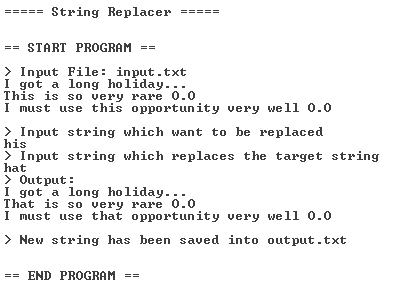 ===== String Replacer =====
== START PROGRAM ==
> Input File: input.txt
I got a long holiday...
This is so very rare 0.0
I must use this opportunity very well 0.0
> Input string which want to be replaced
his
> Input string which replaces the target string
hat
> Output:
I got a long holiday...
That is so very rare 0.0
I must use that opportunity very well 0.0
> New string has been saved into output.txt
== END PROGRAM ==